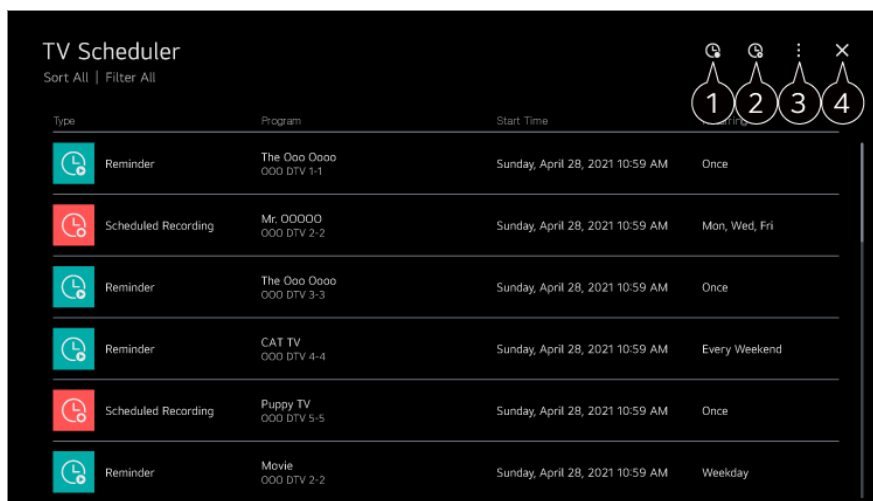 TV Scheduler
Sort All | Filter All
1 2 3 4
Type Program Start Time
Reminder The Ooo Oooo Sunday, April 28, 2021 10:59 AM Once
OOO DTV 1-1
Scheduled Recording Mr. OOOOO Sunday, April 28, 2021 10:59 AM Mon, Wed, Fri
OOO DTV 2-2
Reminder The Ooo Oooo Sunday, April 28, 2021 10:59 AM Once
OOO DTV 3-3
Reminder CAT TV Sunday, April 28, 2021 10:59 AM Every Weekend
OOO DTV 4-4
Scheduled Recording Puppy TV Sunday, April 28, 2021 10:59 AM Once
OOO DTV 5-5
Reminder Movie Sunday, April 28, 2021 10:59 AM Weekday
OOO DTV 2-2